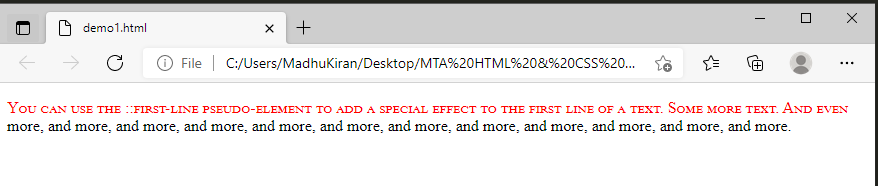 demo1.html
File
C:/Users/MadhuKiran/Desktop/MTA%20HTML%20&%20CSS%20...
You can use the ::first-line pseudo-element to add a special effect to the first line of a text. Some more text. And even
more, and more, and more, and more, and more, and more, and more, and more, and more, and more, and more, and more.